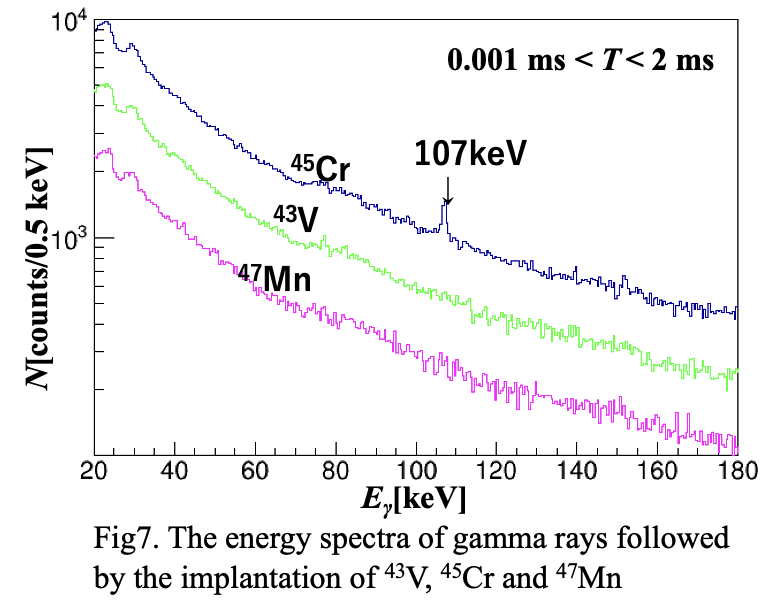 10⁴
0.001 ms < T < 2 ms
107keV
⁴⁵Cr
⁴³V
10³
⁴⁷Mn
N[counts/0.5 keV]
20 40 60 80 100 120 140 160 180
Eᵧ[keV]
Fig7. The energy spectra of gamma rays followed
by the implantation of ⁴³V, ⁴⁵Cr and ⁴⁷Mn